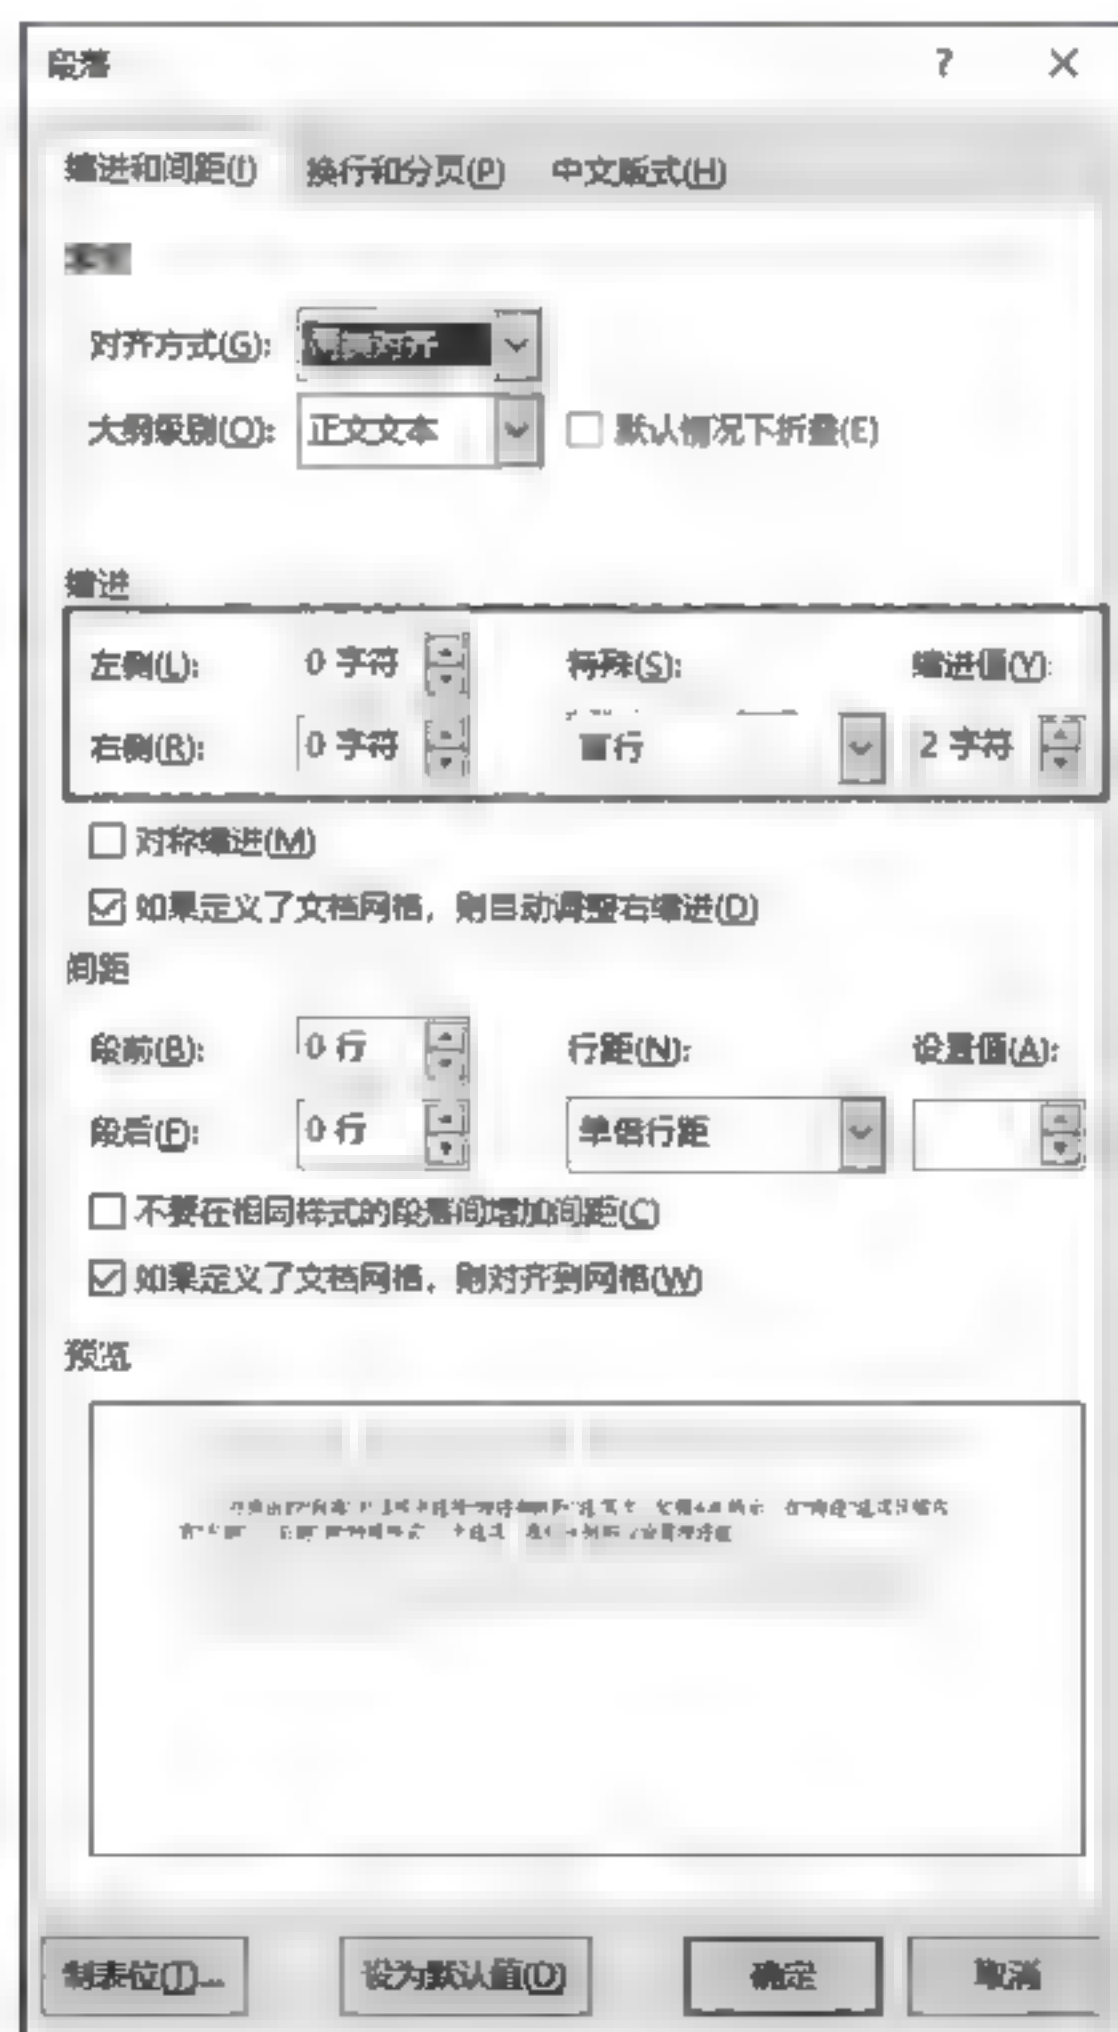 段落 ? ×
缩进和间距(I) 换行和分页(P) 中文版式(H)
对齐方式(G): 两端对齐
大纲级别(O): 正文文本 默认情况下折叠(E)
缩进
左侧(L): 0 字符 特殊(S): 缩进值(Y):
右侧(R): 0 字符 首行 2 字符
对称缩进(M)
如果定义了文档网格，则自动调整右缩进(D)
间距
段前(B): 0 行 行距(N): 设置值(A):
段后(F): 0 行 单倍行距
不要在相同样式的段落间增加间距(C)
如果定义了文档网格，则对齐到网格(W)
预览
制表位(T)... 设为默认值(D) 确定 取消